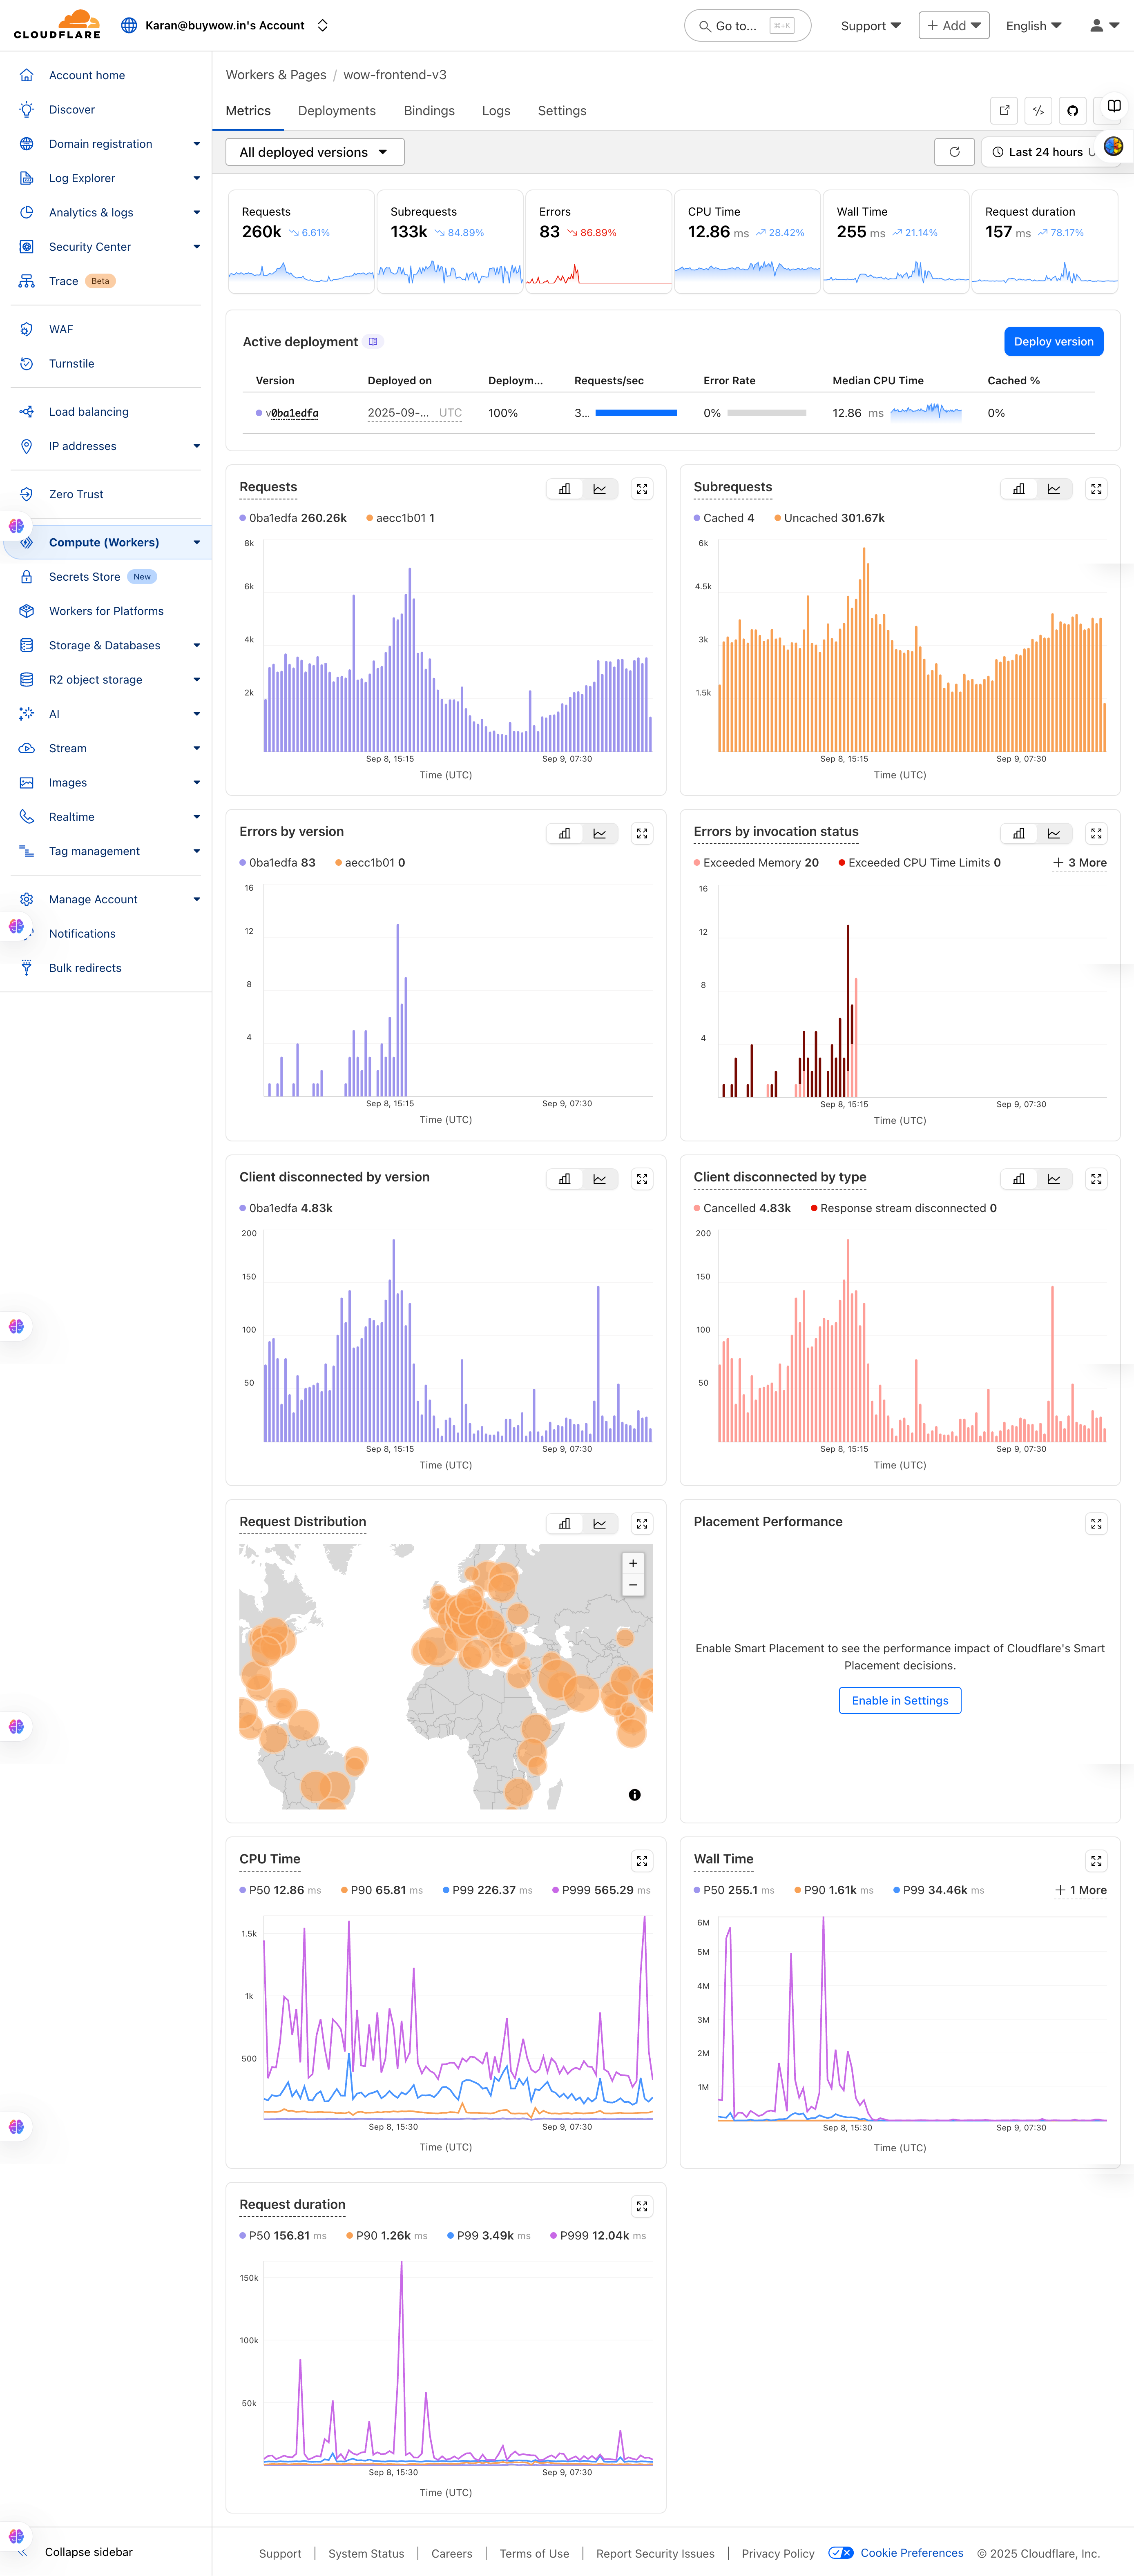 CLOUDFLARE
Karan@buywow.in's Account
Go to...
⌘+K
Support
+ Add
English
Account home
Discover
Domain registration
Log Explorer
Analytics & logs
Security Center
Trace Beta
WAF
Turnstile
Load balancing
IP addresses
Zero Trust
Compute (Workers)
Secrets Store New
Workers for Platforms
Storage & Databases
R2 object storage
AI
Stream
Images
Realtime
Tag management
Manage Account
Notifications
Bulk redirects
Collapse sidebar
Workers & Pages / wow-frontend-v3
Metrics Deployments Bindings Logs Settings
All deployed versions
Last 24 hours
Requests
260k 6.61%
Subrequests
133k 84.89%
Errors
83 86.89%
CPU Time
12.86 ms 28.42%
Wall Time
255 ms 21.14%
Request duration
157 ms 78.17%
Active deployment
Deploy version
Version Deployed on Deploym... Requests/sec Error Rate Median CPU Time Cached %
v0ba1edfa 2025-09-... UTC 100% 3... 0% 12.86 ms 0%
Requests
0ba1edfa 260.26k aecc1b01 1
8k
6k
4k
2k
Sep 8, 15:15 Sep 9, 07:30
Time (UTC)
Subrequests
Cached 4 Uncached 301.67k
6k
4.5k
3k
1.5k
Sep 8, 15:15 Sep 9, 07:30
Time (UTC)
Errors by version
0ba1edfa 83 aecc1b01 0
16
12
8
4
Sep 8, 15:15 Sep 9, 07:30
Time (UTC)
Errors by invocation status
Exceeded Memory 20 Exceeded CPU Time Limits 0 + 3 More
16
12
8
4
Sep 8, 15:15 Sep 9, 07:30
Time (UTC)
Client disconnected by version
0ba1edfa 4.83k
200
150
100
50
Sep 8, 15:15 Sep 9, 07:30
Time (UTC)
Client disconnected by type
Cancelled 4.83k Response stream disconnected 0
200
150
100
50
Sep 8, 15:15 Sep 9, 07:30
Time (UTC)
Request Distribution
+
−
Placement Performance
Enable Smart Placement to see the performance impact of Cloudflare's Smart
Placement decisions.
Enable in Settings
CPU Time
P50 12.86 ms P90 65.81 ms P99 226.37 ms P999 565.29 ms
1.5k
1k
500
Sep 8, 15:30 Sep 9, 07:30
Time (UTC)
Wall Time
P50 255.1 ms P90 1.61k ms P99 34.46k ms + 1 More
6M
5M
4M
3M
2M
1M
Sep 8, 15:30 Sep 9, 07:30
Time (UTC)
Request duration
P50 156.81 ms P90 1.26k ms P99 3.49k ms P999 12.04k ms
150k
100k
50k
Sep 8, 15:30 Sep 9, 07:30
Time (UTC)
Support | System Status | Careers | Terms of Use | Report Security Issues | Privacy Policy Cookie Preferences © 2025 Cloudflare, Inc.